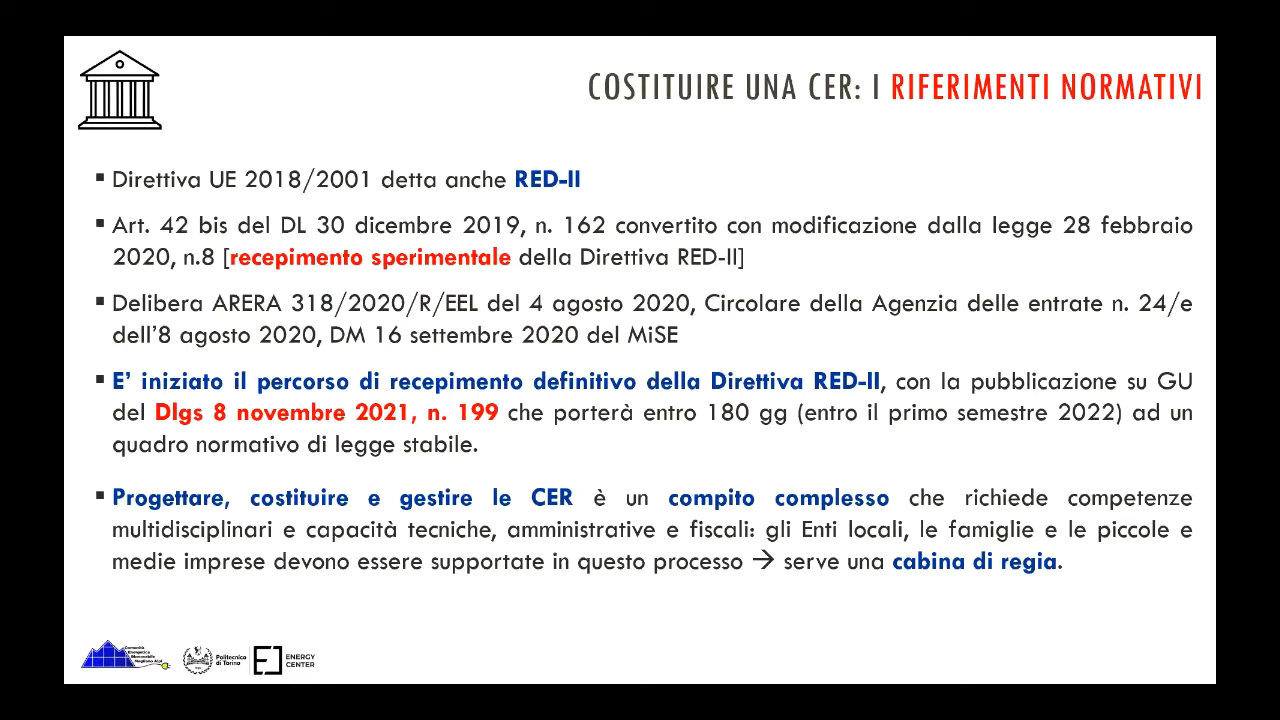 COSTITUIRE UNA CER: I RIFERIMENTI NORMATIVI
▪ Direttiva UE 2018/2001 detta anche RED-II
▪ Art. 42 bis del DL 30 dicembre 2019, n. 162 convertito con modificazione dalla legge 28 febbraio
2020, n.8 [recepimento sperimentale della Direttiva RED-II]
▪ Delibera ARERA 318/2020/R/EEL del 4 agosto 2020, Circolare della Agenzia delle entrate n. 24/e
dell’8 agosto 2020, DM 16 settembre 2020 del MiSE
▪ E’ iniziato il percorso di recepimento definitivo della Direttiva RED-II, con la pubblicazione su GU
del Dlgs 8 novembre 2021, n. 199 che porterà entro 180 gg (entro il primo semestre 2022) ad un
quadro normativo di legge stabile.
▪ Progettare, costituire e gestire le CER è un compito complesso che richiede competenze
multidisciplinari e capacità tecniche, amministrative e fiscali: gli Enti locali, le famiglie e le piccole e
medie imprese devono essere supportate in questo processo → serve una cabina di regia.
Comunità
Energetica
Rinnovabile
Magliano Alpi
Politecnico
di Torino
ENERGY
CENTER